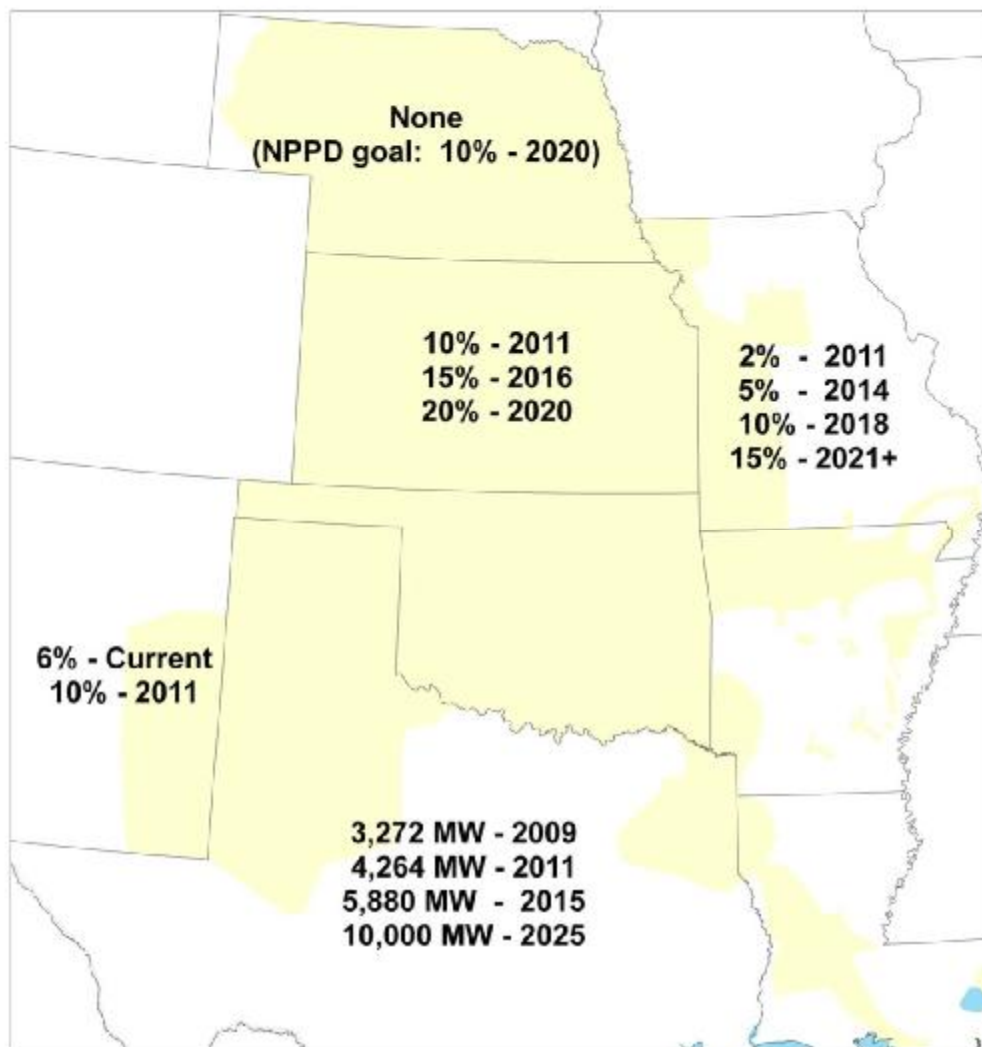 None
(NPPD goal: 10% - 2020)
10% - 2011
15% - 2016
20% - 2020
2% - 2011
5% - 2014
10% - 2018
15% - 2021+
6% - Current
10% - 2011
3,272 MW - 2009
4,264 MW - 2011
5,880 MW - 2015
10,000 MW - 2025